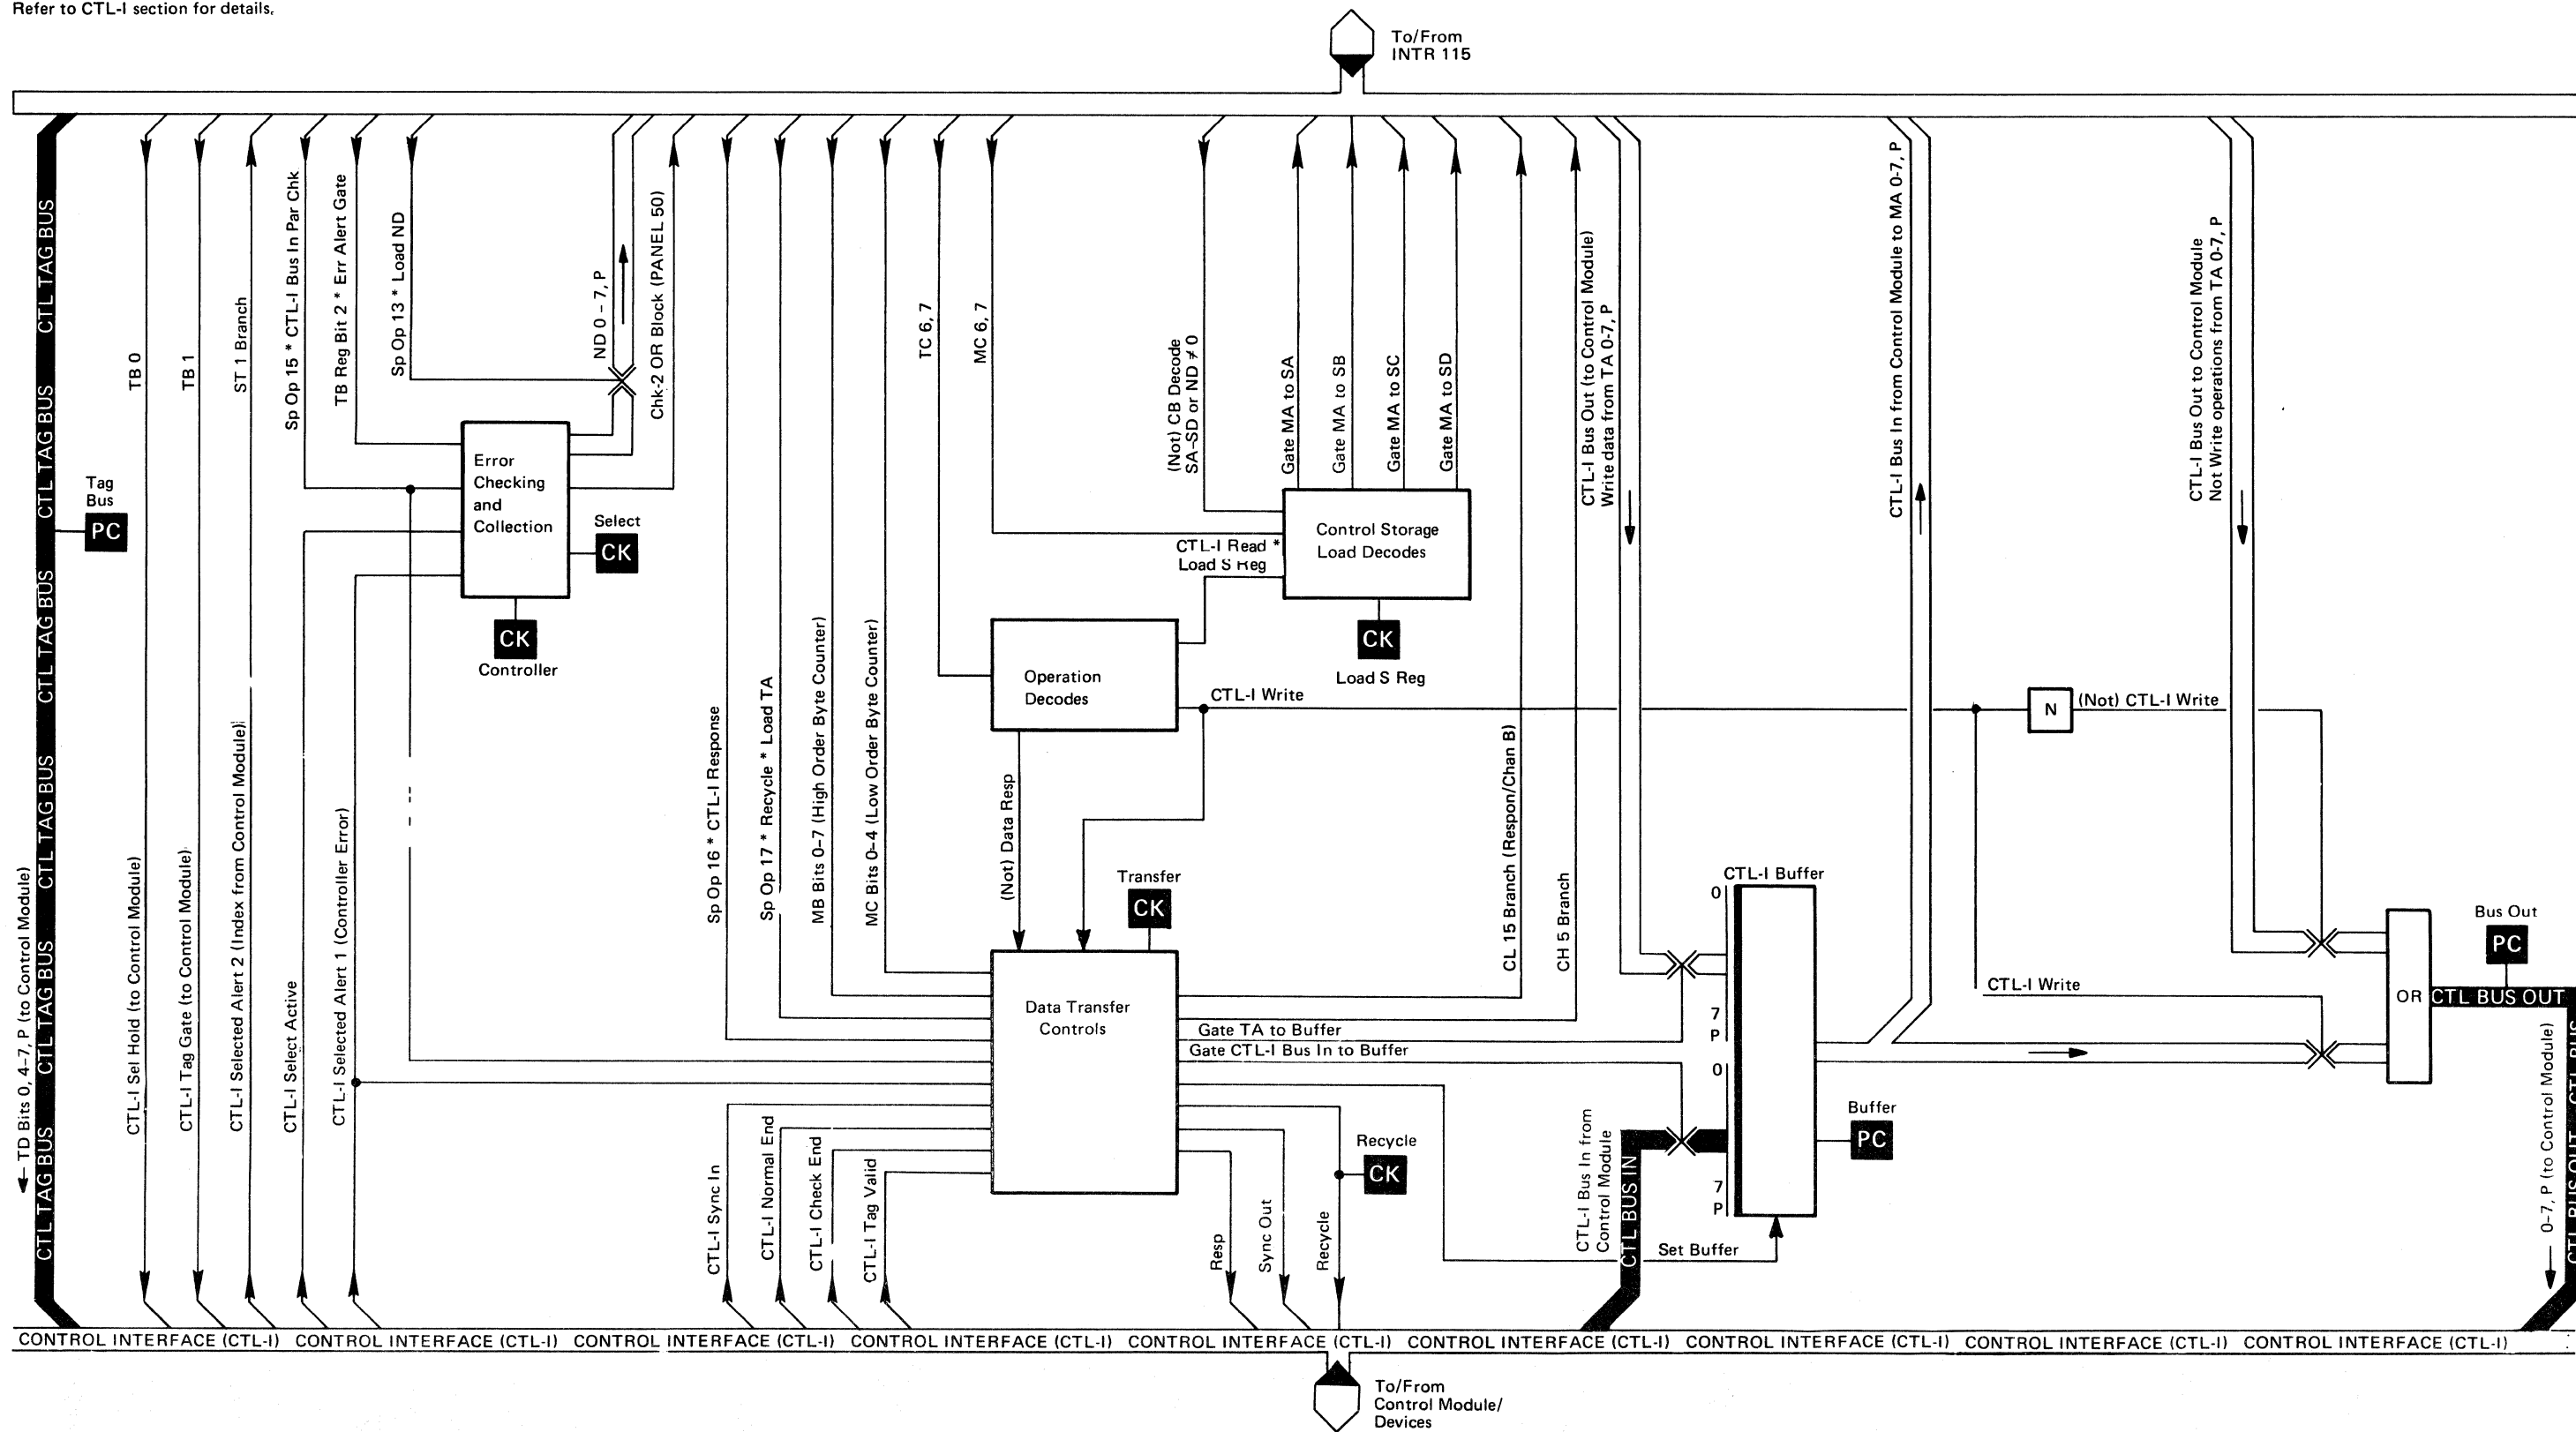 Refer to CTL-I section for details.
To/From
INTR 115
CTL TAG BUS CTL TAG BUS CTL TAG BUS CTL TAG BUS CTL TAG BUS CTL TAG BUS
← TD Bits 0, 4-7, P (to Control Module)
Tag
Bus
PC
TB 0
CTL-I Sel Hold (to Control Module)
TB 1
CTL-I Tag Gate (to Control Module)
ST 1 Branch
CTL-I Selected Alert 2 (Index from Control Module)
Sp Op 15 * CTL-I Bus In Par Chk
CTL-I Select Active
TB Reg Bit 2 * Err Alert Gate
CTL-I Selected Alert 1 (Controller Error)
Sp Op 13 * Load ND
ND 0 – 7, P
Chk-2 OR Block (PANEL 50)
Error
Checking
and
Collection
Select
CK
CK
Controller
Sp Op 16 * CTL-I Response
Sp Op 17 * Recycle * Load TA
MB Bits 0–7 (High Order Byte Counter)
MC Bits 0–4 (Low Order Byte Counter)
TC 6, 7
MC 6, 7
(Not) CB Decode
SA–SD or ND ≠ 0
Gate MA to SA
Gate MA to SB
Gate MA to SC
Gate MA to SD
Control Storage
Load Decodes
CTL-I Read *
Load S Reg
CK
Load S Reg
Operation
Decodes
CTL-I Write
(Not) Data Resp
Transfer
CK
Data Transfer
Controls
CL 15 Branch (Respon/Chan B)
CH 5 Branch
CTL-I Bus Out (to Control Module)
Write data from TA 0-7, P
CTL-I Bus In from Control Module to MA 0-7, P
CTL-I Bus Out to Control Module
Not Write operations from TA 0-7, P
N
(Not) CTL-I Write
CTL-I Write
Gate TA to Buffer
Gate CTL-I Bus In to Buffer
CTL-I Buffer
0
7
P
0
7
P
Buffer
PC
Set Buffer
CTL-I Bus In from
Control Module
CTL BUS IN
OR
Bus Out
PC
CTL BUS OUT
CTL BUS OUT CTL BUS
0-7, P (to Control Module)
CTL-I Sync In
CTL-I Normal End
CTL-I Check End
CTL-I Tag Valid
Resp
Sync Out
Recycle
Recycle
CK
CONTROL INTERFACE (CTL-I) CONTROL INTERFACE (CTL-I) CONTROL INTERFACE (CTL-I) CONTROL INTERFACE (CTL-I) CONTROL INTERFACE (CTL-I) CONTROL INTERFACE (CTL-I) CONTROL INTERFACE (CTL-I) CONTROL INTERFACE (CTL-I) CONTROL INTERFACE (CTL-I)
To/From
Control Module/
Devices